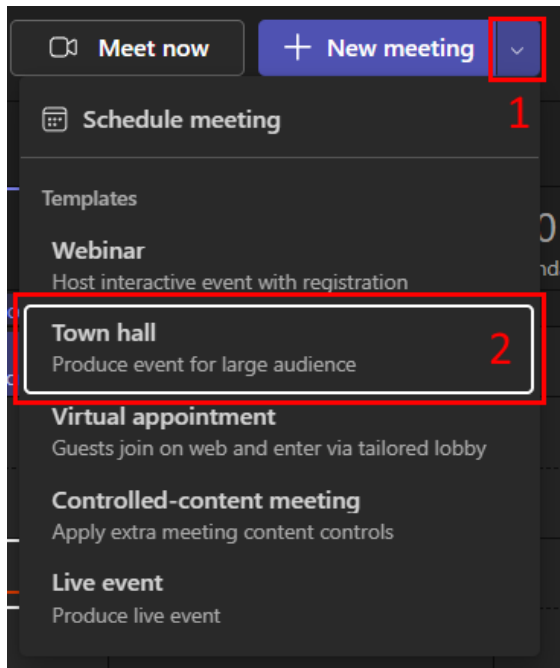 Meet now
New meeting
1
Schedule meeting
Templates
Webinar
Host interactive event with registration
Town hall
Produce event for large audience
2
Virtual appointment
Guests join on web and enter via tailored lobby
Controlled-content meeting
Apply extra meeting content controls
Live event
Produce live event